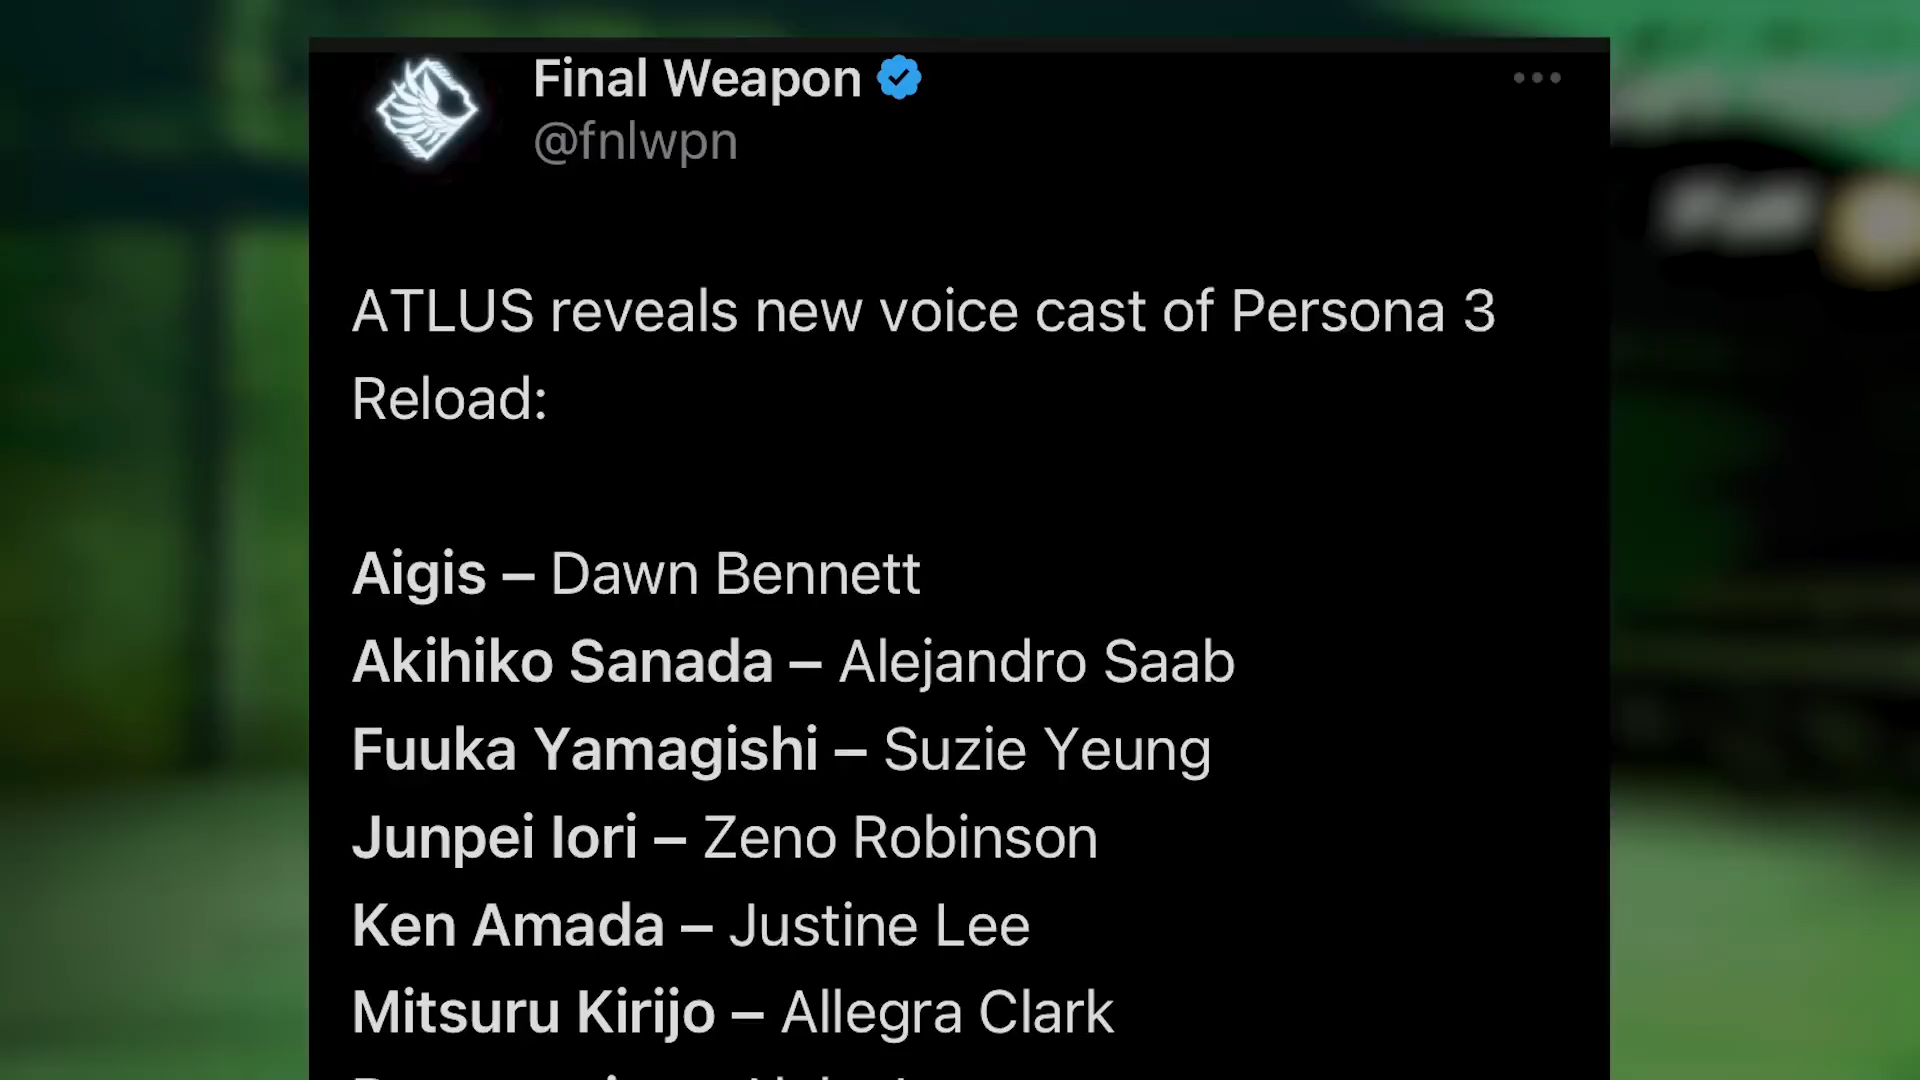 Final Weapon
@fnlwpn
ATLUS reveals new voice cast of Persona 3
Reload:
Aigis – Dawn Bennett
Akihiko Sanada – Alejandro Saab
Fuuka Yamagishi – Suzie Yeung
Junpei Iori – Zeno Robinson
Ken Amada – Justine Lee
Mitsuru Kirijo – Allegra Clark